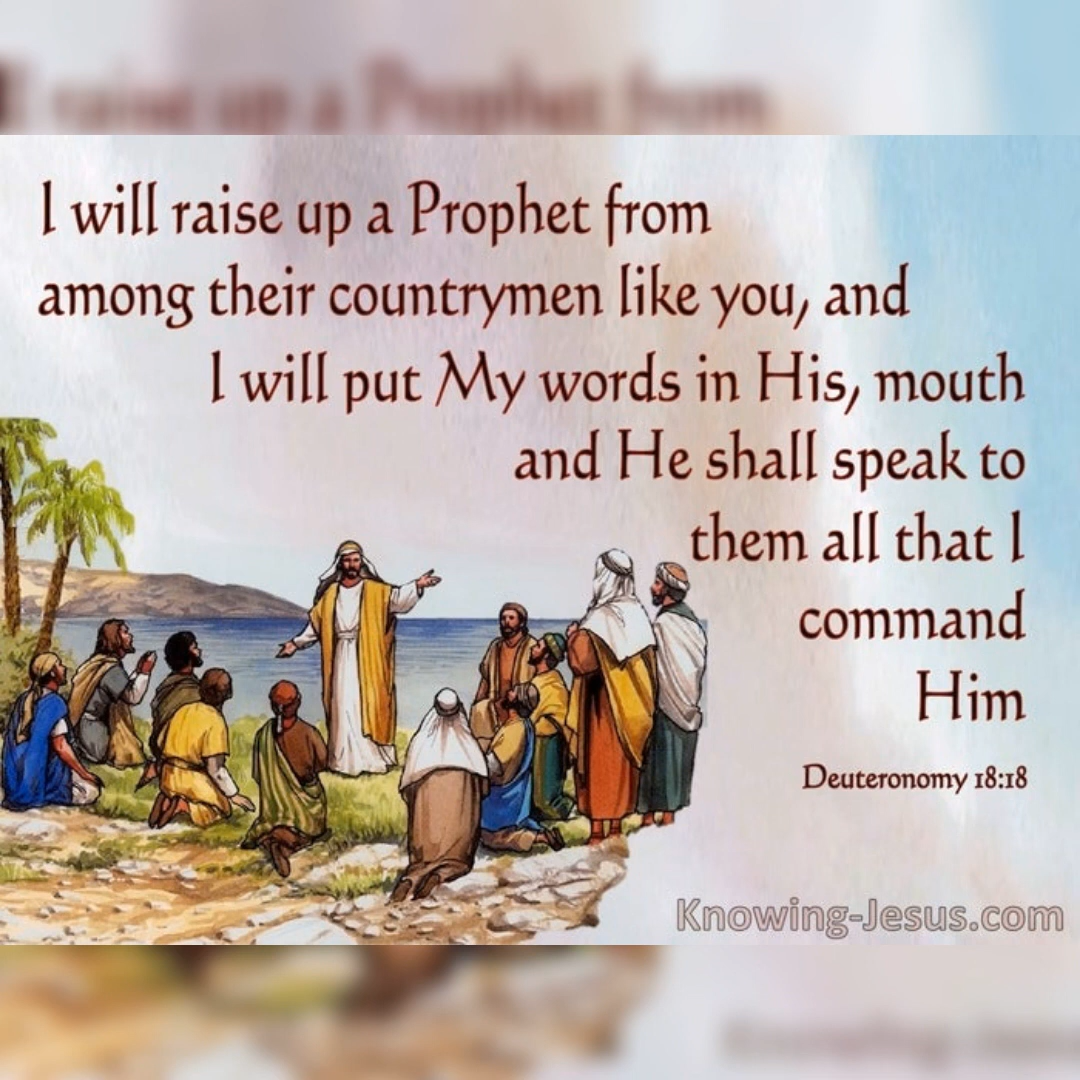 I will raise up a Prophet from
among their countrymen like you, and
I will put My words in His, mouth
and He shall speak to
them all that I
command
Him
Deuteronomy 18:18
Knowing-Jesus.com